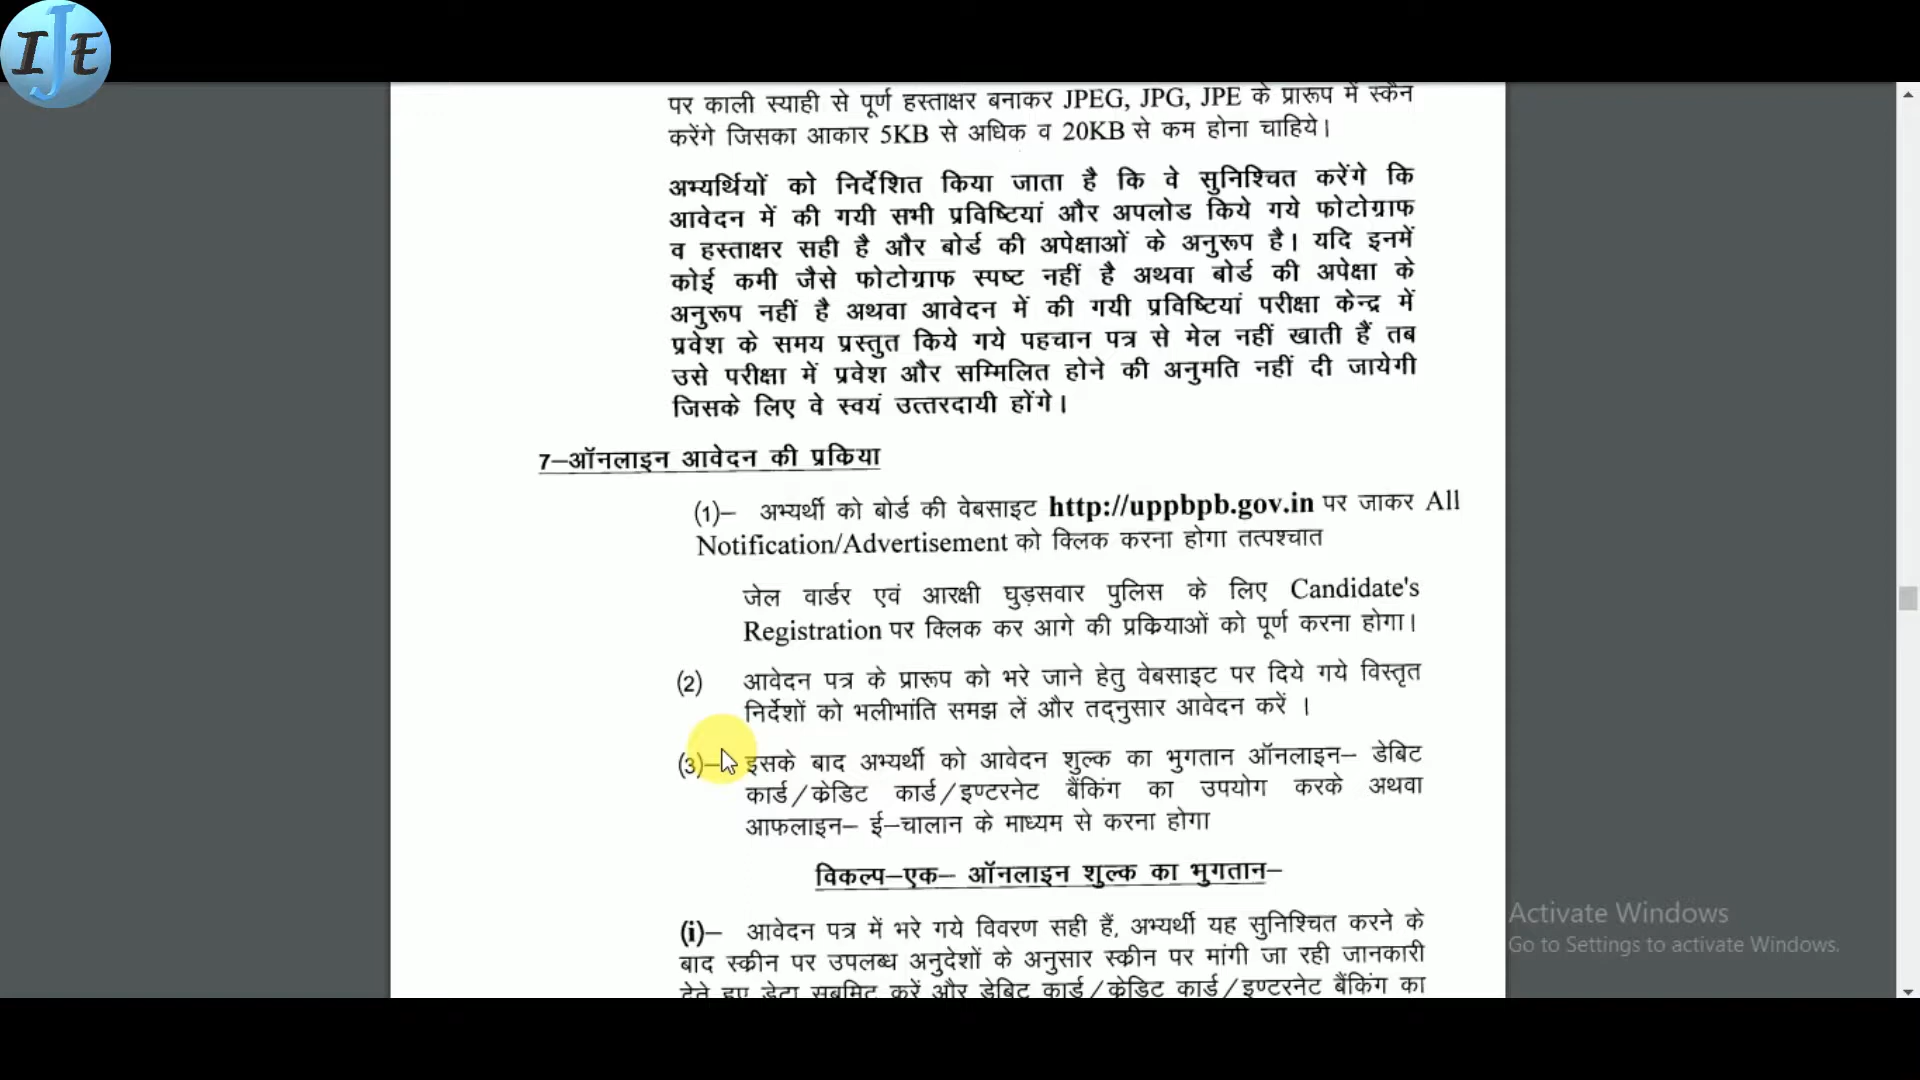 IJE
पर काली स्याही से पूर्ण हस्ताक्षर बनाकर JPEG, JPG, JPE के प्रारूप में स्कैन
करेंगे जिसका आकार 5KB से अधिक व 20KB से कम होना चाहिये।
अभ्यर्थियों को निर्देशित किया जाता है कि वे सुनिश्चित करेंगे कि
आवेदन में की गयी सभी प्रविष्टियां और अपलोड किये गये फोटोग्राफ
व हस्ताक्षर सही है और बोर्ड की अपेक्षाओं के अनुरूप है। यदि इनमें
कोई कमी जैसे फोटोग्राफ स्पष्ट नहीं है अथवा बोर्ड की अपेक्षा के
अनुरूप नहीं है अथवा आवेदन में की गयी प्रविष्टियां परीक्षा केन्द्र में
प्रवेश के समय प्रस्तुत किये गये पहचान पत्र से मेल नहीं खाती हैं तब
उसे परीक्षा में प्रवेश और सम्मिलित होने की अनुमति नहीं दी जायेगी
जिसके लिए वे स्वयं उत्तरदायी होंगे।
7–ऑनलाइन आवेदन की प्रकिया
(1)– अभ्यर्थी को बोर्ड की वेबसाइट http://uppbpb.gov.in पर जाकर All
Notification/Advertisement को क्लिक करना होगा तत्पश्चात
जेल वार्डर एवं आरक्षी घुड़सवार पुलिस के लिए Candidate's
Registration पर क्लिक कर आगे की प्रकियाओं को पूर्ण करना होगा।
(2) आवेदन पत्र के प्रारूप को भरे जाने हेतु वेबसाइट पर दिये गये विस्तृत
निर्देशों को भलीभांति समझ लें और तद्नुसार आवेदन करें ।
(3)– इसके बाद अभ्यर्थी को आवेदन शुल्क का भुगतान ऑनलाइन– डेबिट
कार्ड/केडिट कार्ड/इण्टरनेट बैंकिंग का उपयोग करके अथवा
आफलाइन– ई–चालान के माध्यम से करना होगा
विकल्प–एक– ऑनलाइन शुल्क का भुगतान–
(i)– आवेदन पत्र में भरे गये विवरण सही हैं, अभ्यर्थी यह सुनिश्चित करने के
बाद स्क्रीन पर उपलब्ध अनुदेशों के अनुसार स्क्रीन पर मांगी जा रही जानकारी
देते हुए डेटा सबमिट करें और डेबिट कार्ड/केडिट कार्ड/इण्टरनेट बैंकिंग का
Activate Windows
Go to Settings to activate Windows.